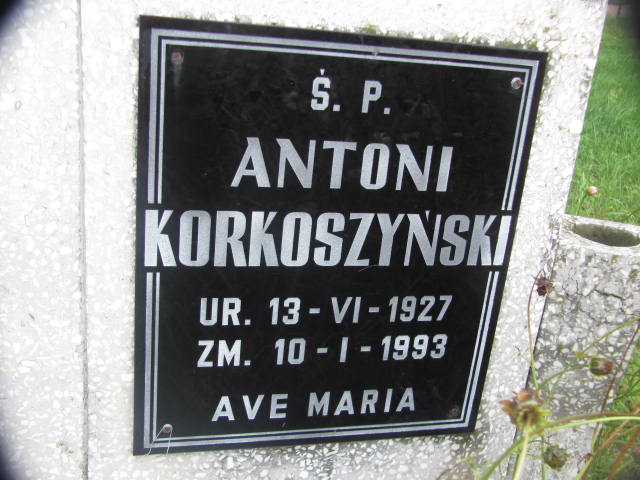 Ś. P.
ANTONI
KORKOSZYŃSKI
UR. 13-VI-1927
ZM. 10-I-1993
AVE MARIA